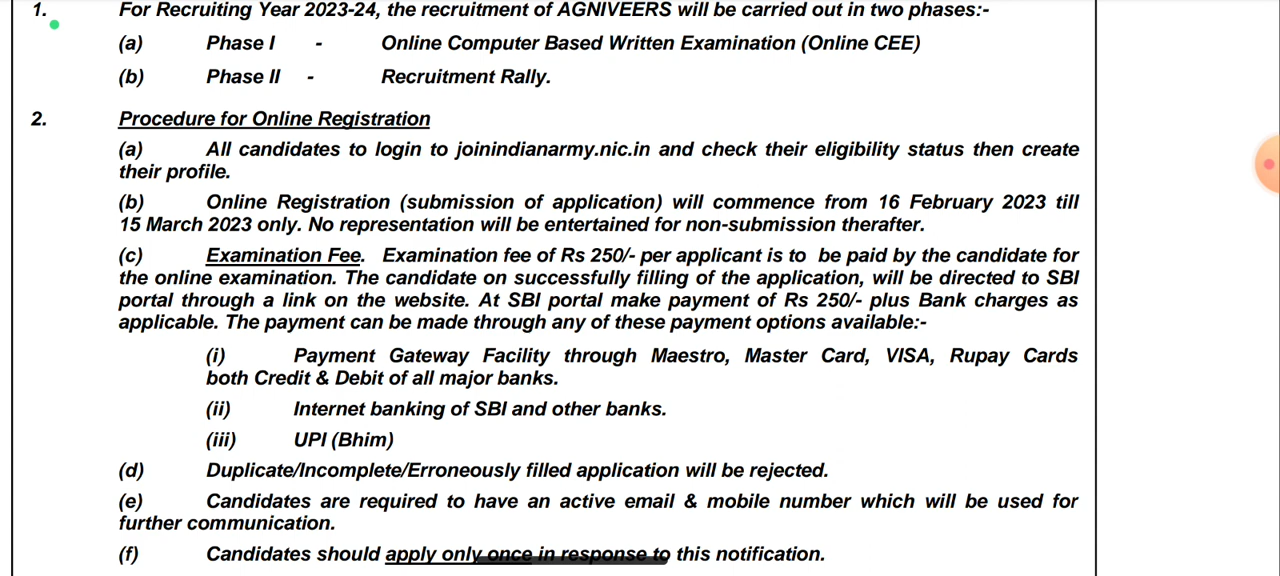 1. For Recruiting Year 2023-24, the recruitment of AGNIVEERS will be carried out in two phases:-
(a) Phase I - Online Computer Based Written Examination (Online CEE)
(b) Phase II - Recruitment Rally.
2. Procedure for Online Registration
(a) All candidates to login to joinindianarmy.nic.in and check their eligibility status then create
their profile.
(b) Online Registration (submission of application) will commence from 16 February 2023 till
15 March 2023 only. No representation will be entertained for non-submission therafter.
(c) Examination Fee. Examination fee of Rs 250/- per applicant is to be paid by the candidate for
the online examination. The candidate on successfully filling of the application, will be directed to SBI
portal through a link on the website. At SBI portal make payment of Rs 250/- plus Bank charges as
applicable. The payment can be made through any of these payment options available:-
(i) Payment Gateway Facility through Maestro, Master Card, VISA, Rupay Cards
both Credit & Debit of all major banks.
(ii) Internet banking of SBI and other banks.
(iii) UPI (Bhim)
(d) Duplicate/Incomplete/Erroneously filled application will be rejected.
(e) Candidates are required to have an active email & mobile number which will be used for
further communication.
(f) Candidates should apply only once in response to this notification.